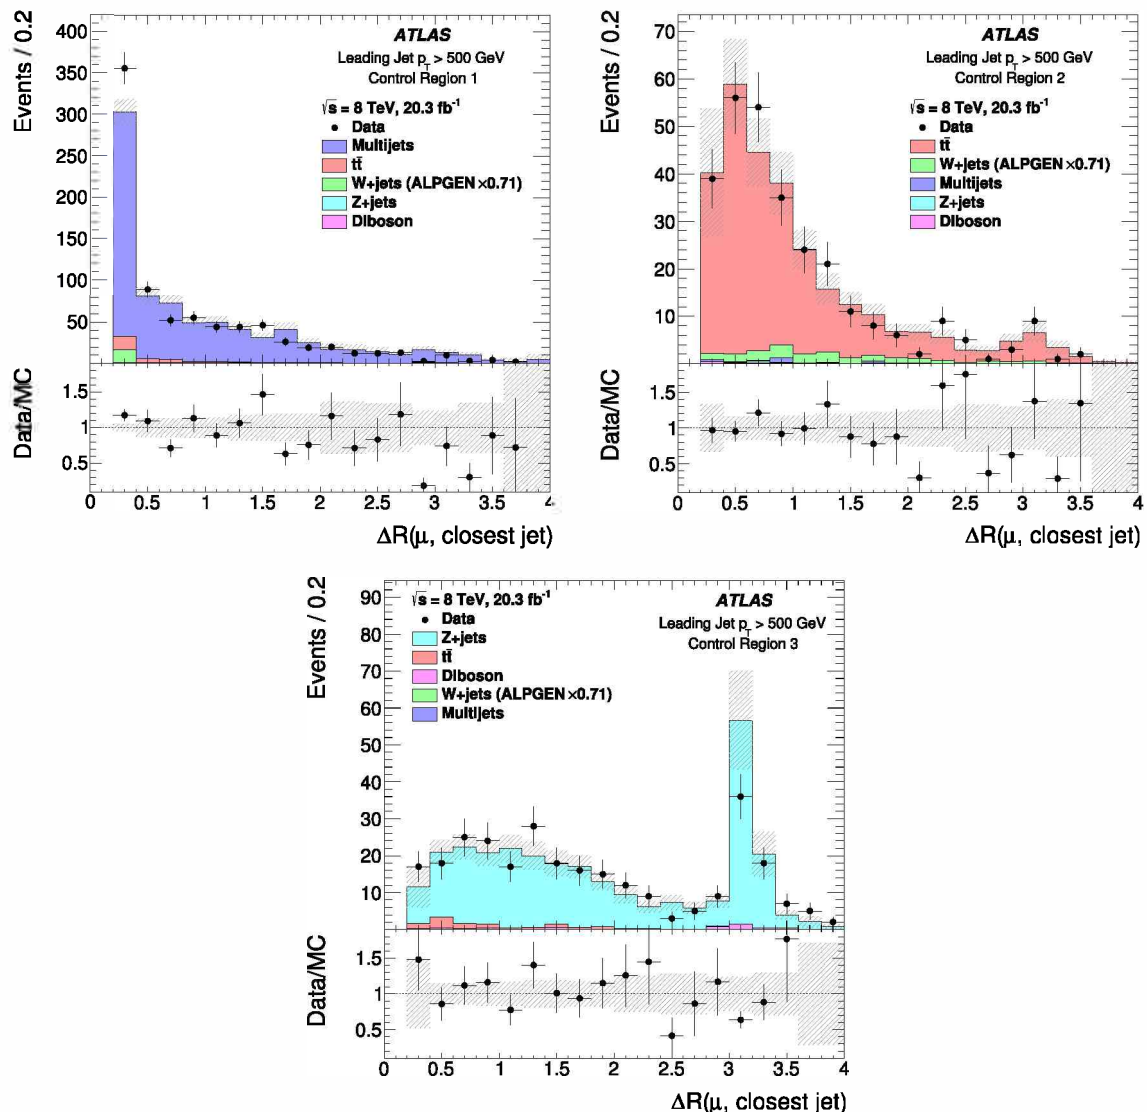 Events / 0.2
400
350
300
250
200
150
100
50
ATLAS
Leading Jet pT > 500 GeV
Control Region 1
√s = 8 TeV, 20.3 fb-1
Data
Multijets
tt̄
W+jets (ALPGEN×0.71)
Z+jets
Diboson
Data/MC
1.5
1
0.5
0 0.5 1 1.5 2 2.5 3 3.5 4
ΔR(μ, closest jet)
Events / 0.2
70
60
50
40
30
20
10
ATLAS
Leading Jet pT > 500 GeV
Control Region 2
√s = 8 TeV, 20.3 fb-1
Data
tt̄
W+jets (ALPGEN×0.71)
Multijets
Z+jets
Diboson
Data/MC
1.5
1
0.5
0 0.5 1 1.5 2 2.5 3 3.5 4
ΔR(μ, closest jet)
Events / 0.2
90
80
70
60
50
40
30
20
10
√s = 8 TeV, 20.3 fb-1
Data
Z+jets
tt̄
Diboson
W+jets (ALPGEN×0.71)
Multijets
ATLAS
Leading Jet pT > 500 GeV
Control Region 3
Data/MC
1.5
1
0.5
0 0.5 1 1.5 2 2.5 3 3.5 4
ΔR(μ, closest jet)